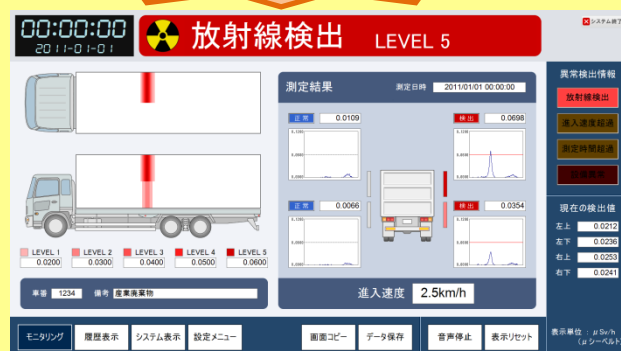 00:00:00
2011-01-01
放射線検出 LEVEL 5
システム終了
測定結果
測定日時 2011/01/01 00:00:00
正常 0.0109
検出 0.0698
正常 0.0066
検出 0.0354
進入速度 2.5km/h
LEVEL 1 LEVEL 2 LEVEL 3 LEVEL 4 LEVEL 5
0.0200 0.0300 0.0400 0.0500 0.0600
車番 1234 備考 産業廃棄物
異常検出情報
放射線検出
進入速度超過
測定時間超過
現在の検出値
左上 0.0212
左下 0.0236
右上 0.0253
右下 0.0241
表示単位 : μSv/h
(μシーベルト)
モニタリング 履歴表示 システム表示 設定メニュー 画面コピー データ保存 音声停止 表示リセット